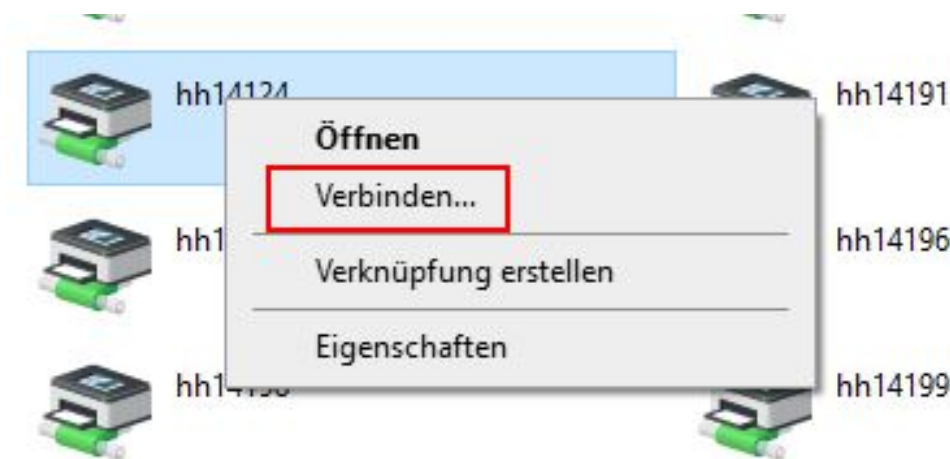 hh14124
hh14191
Öffnen
Verbinden...
hh14196
Verknüpfung erstellen
Eigenschaften
hh14199